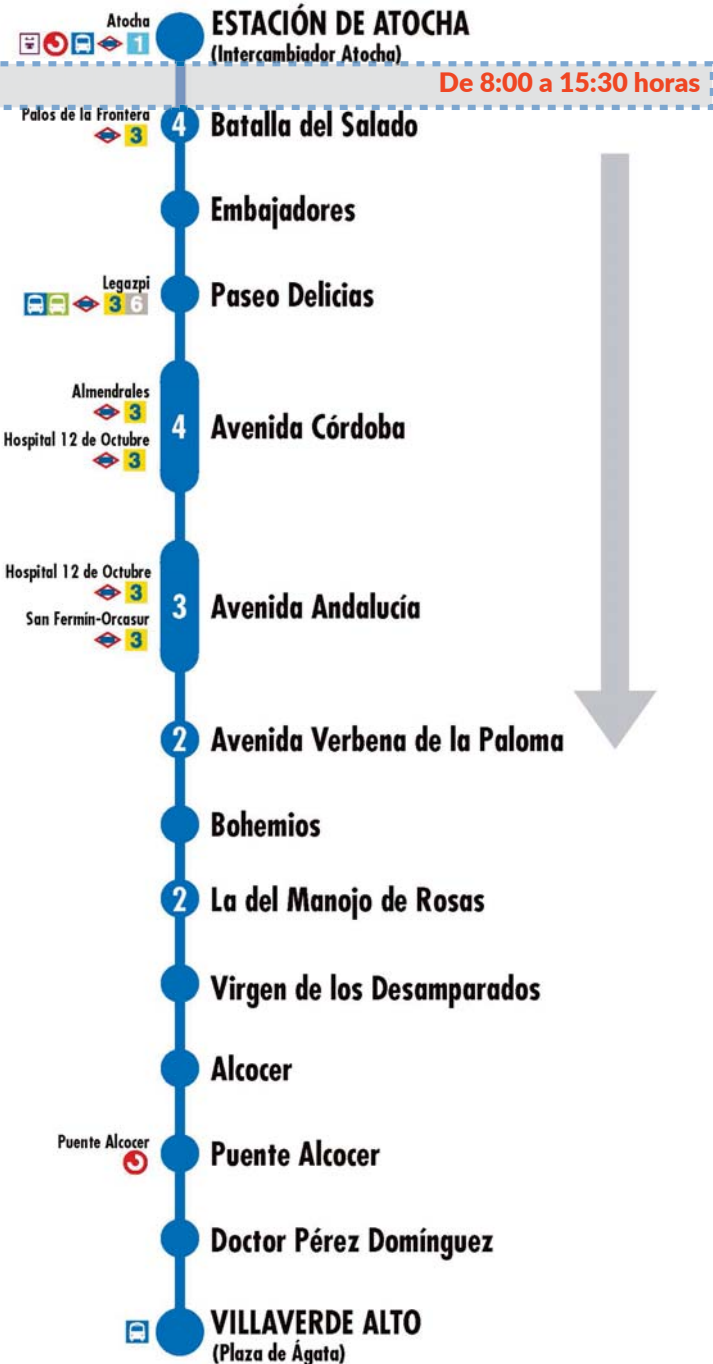 Atocha
1
ESTACIÓN DE ATOCHA
(Intercambiador Atocha)
De 8:00 a 15:30 horas
Palos de la Frontera
3
4
Batalla del Salado
Embajadores
Legazpi
3 6
Paseo Delicias
Almendrales
3
Hospital 12 de Octubre
3
4
Avenida Córdoba
Hospital 12 de Octubre
3
San Fermín-Orcasur
3
3
Avenida Andalucía
2
Avenida Verbena de la Paloma
Bohemios
2
La del Manojo de Rosas
Virgen de los Desamparados
Alcocer
Puente Alcocer
Puente Alcocer
Doctor Pérez Domínguez
VILLAVERDE ALTO
(Plaza de Ágata)